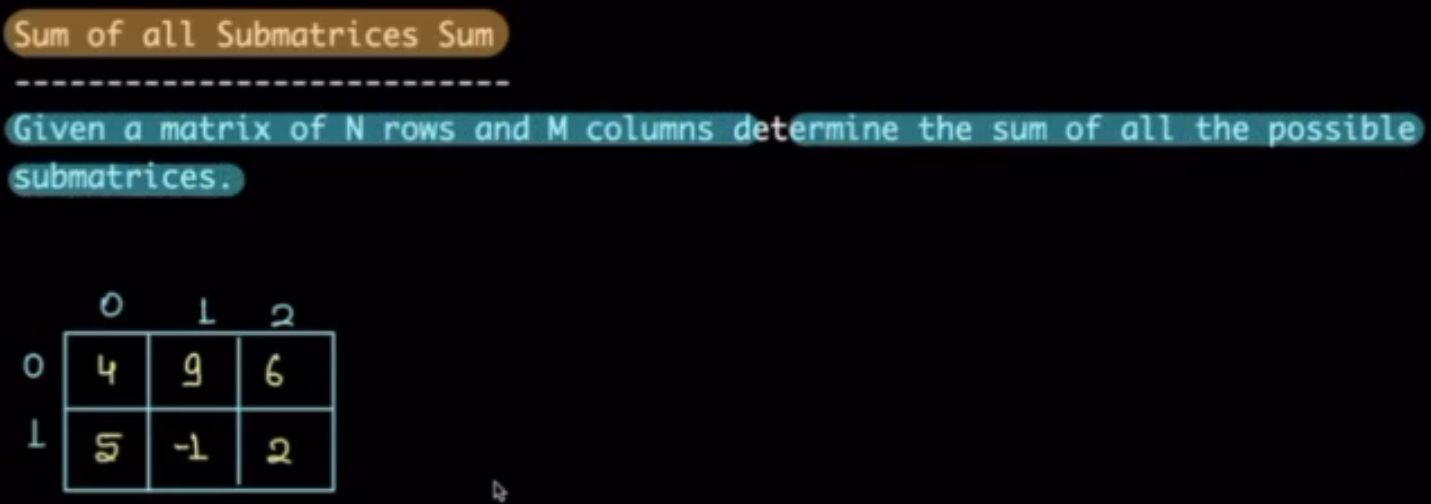 Sum of all Submatrices Sum
---------------------------
Given a matrix of N rows and M columns determine the sum of all the possible
submatrices.
0 1 2
0 4 9 6
1 5 -1 2